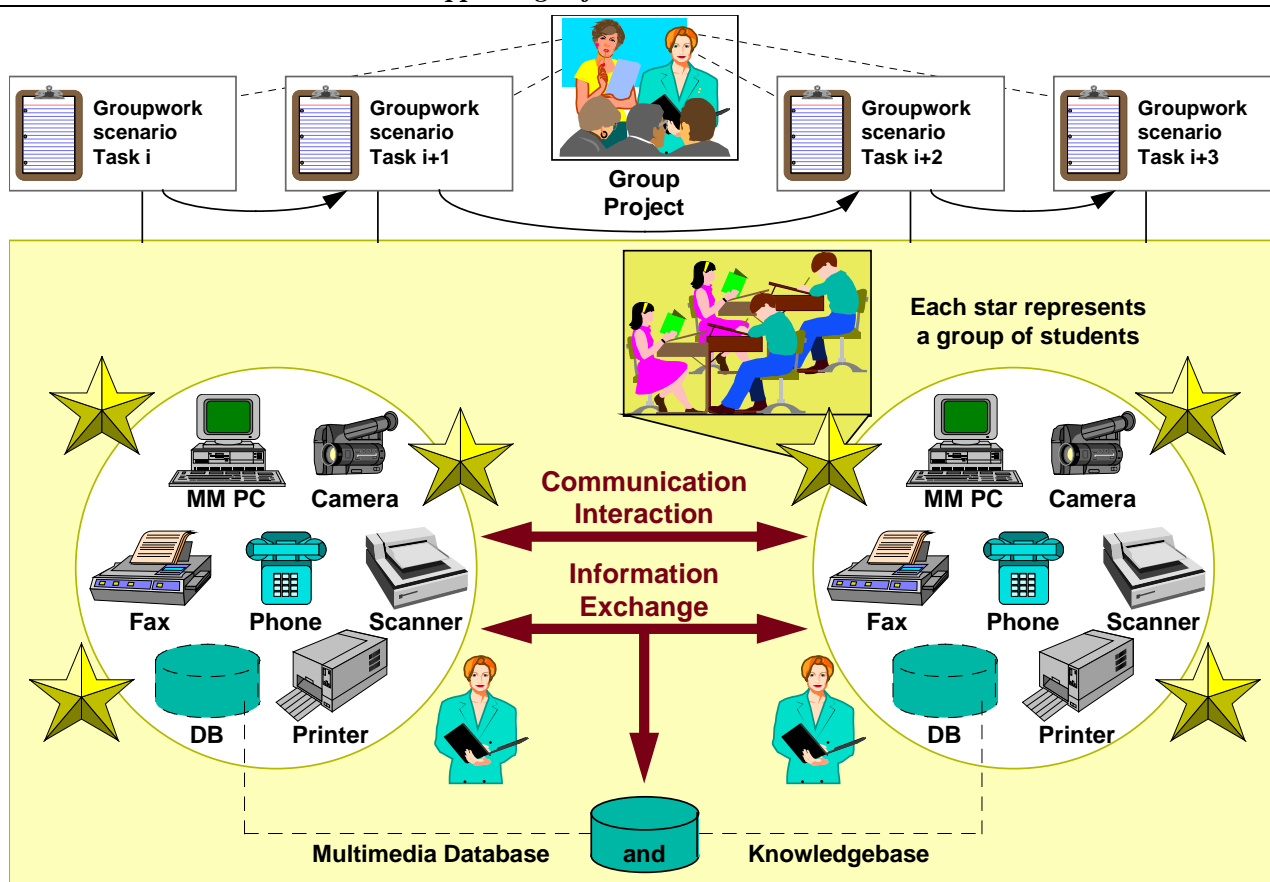 Groupwork
scenario
Task i
Groupwork
scenario
Task i+1
Group
Project
Groupwork
scenario
Task i+2
Groupwork
scenario
Task i+3
Each star represents
a group of students
MM PC
Camera
Fax
Phone
Scanner
DB
Printer
Communication
Interaction
Information
Exchange
MM PC
Camera
Fax
Phone
Scanner
DB
Printer
Multimedia Database and Knowledgebase